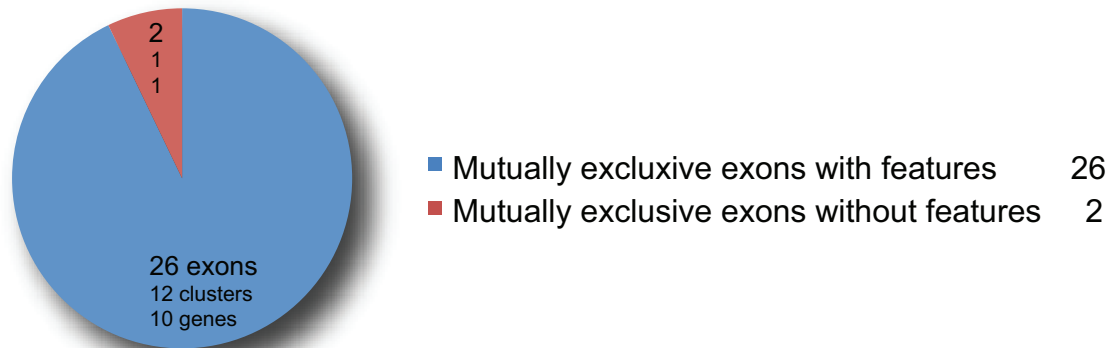 2
1
1
26 exons
12 clusters
10 genes
Mutually excluxive exons with features 26
Mutually exclusive exons without features 2